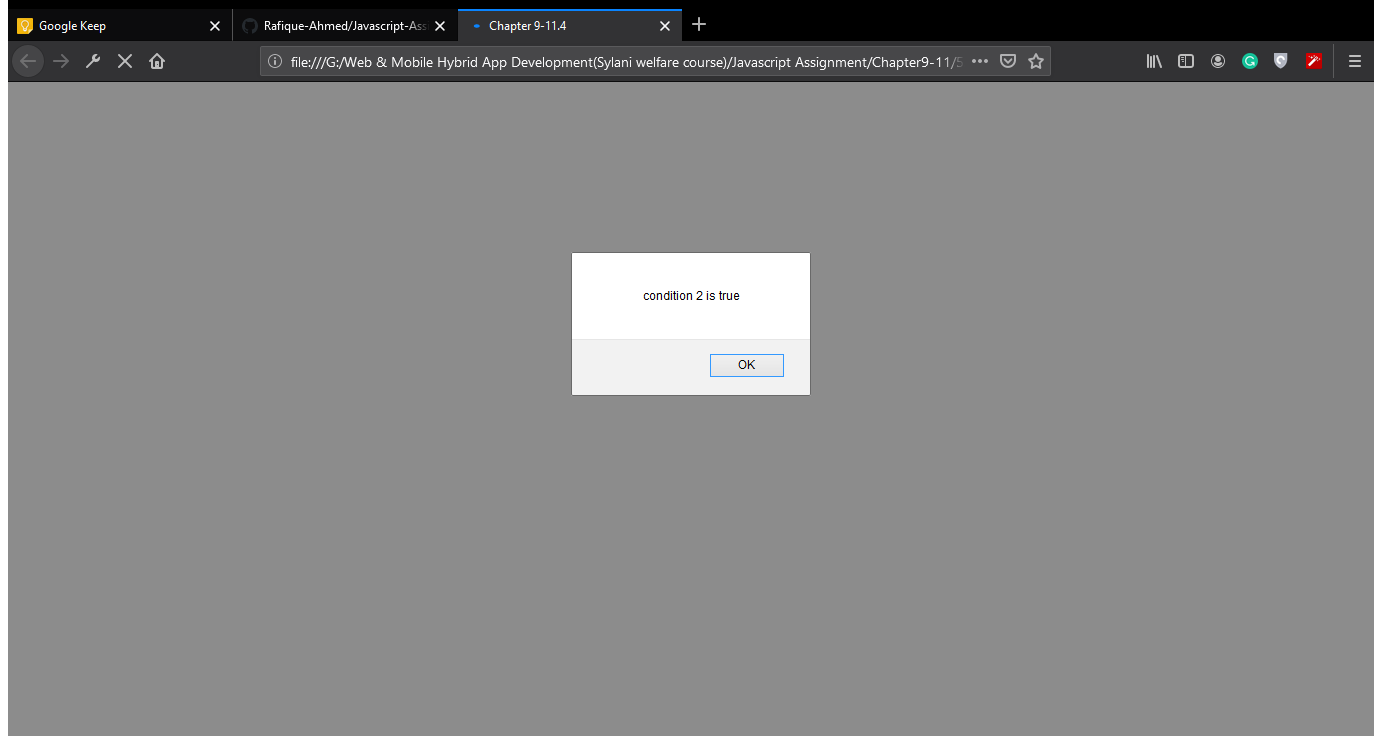 Google Keep
Rafique-Ahmed/Javascript-Ass
Chapter 9-11.4
file:///G:/Web & Mobile Hybrid App Development(Sylani welfare course)/Javascript Assignment/Chapter9-11/5
condition 2 is true
OK